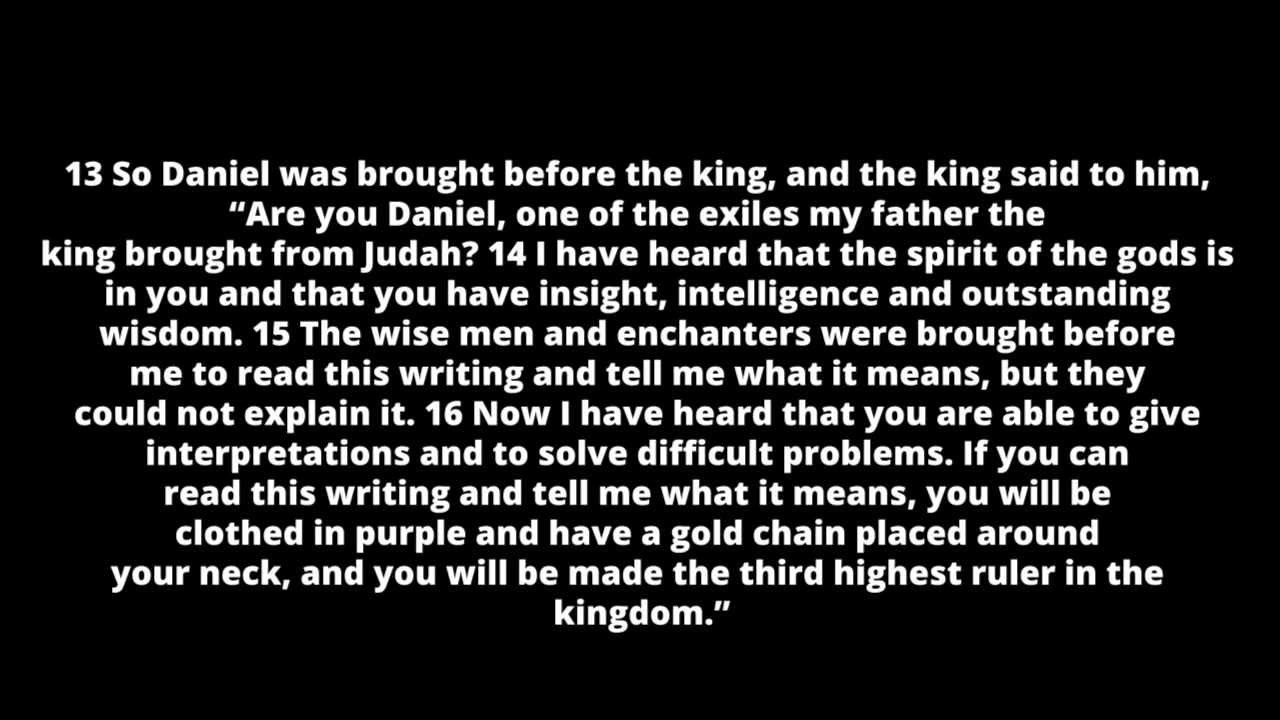 13 So Daniel was brought before the king, and the king said to him,
“Are you Daniel, one of the exiles my father the
king brought from Judah? 14 I have heard that the spirit of the gods is
in you and that you have insight, intelligence and outstanding
wisdom. 15 The wise men and enchanters were brought before
me to read this writing and tell me what it means, but they
could not explain it. 16 Now I have heard that you are able to give
interpretations and to solve difficult problems. If you can
read this writing and tell me what it means, you will be
clothed in purple and have a gold chain placed around
your neck, and you will be made the third highest ruler in the
kingdom.”